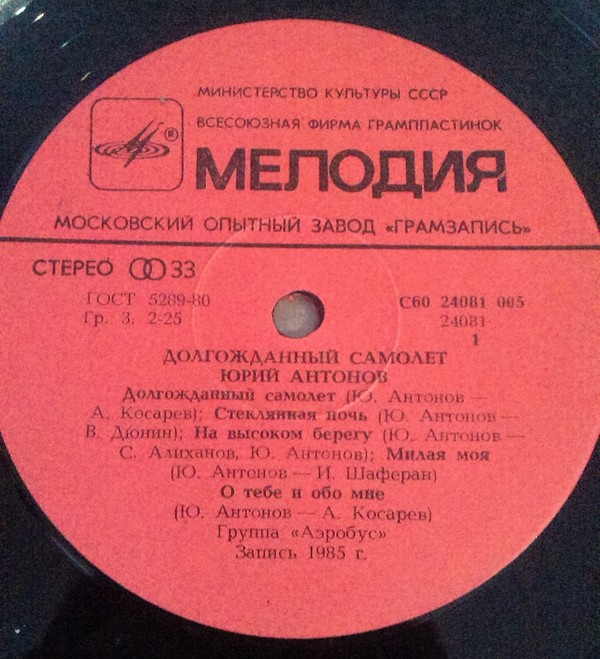 МИНИСТЕРСТВО КУЛЬТУРЫ СССР
ВСЕСОЮЗНАЯ ФИРМА ГРАМПЛАСТИНОК
®
МЕЛОДИЯ
МОСКОВСКИЙ ОПЫТНЫЙ ЗАВОД «ГРАМЗАПИСЬ»
СТЕРЕО 33
ГОСТ 5289-80
Гр. 3. 2-25
С60 24081 005
24081
1
ДОЛГОЖДАННЫЙ САМОЛЕТ
ЮРИЙ АНТОНОВ
Долгожданный самолет (Ю. Антонов —
А. Косарев); Стеклянная ночь (Ю. Антонов —
В. Дюнин); На высоком берегу (Ю. Антонов —
С. Алиханов, Ю. Антонов); Милая моя
(Ю. Антонов — И. Шаферан)
О тебе и обо мне
(Ю. Антонов — А. Косарев)
Группа «Аэробус»
Запись 1985 г.